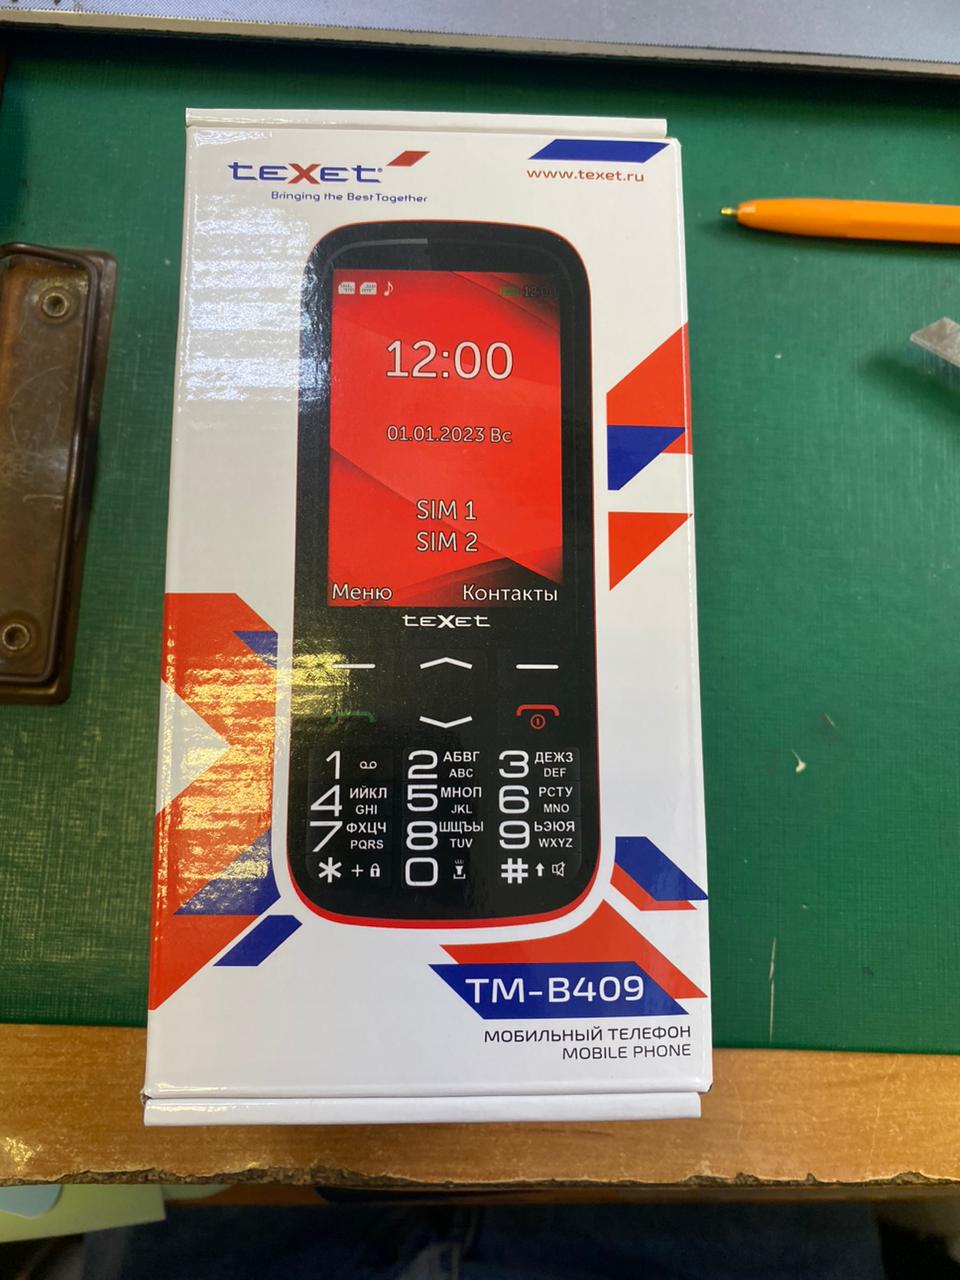 teXet
Bringing the Best Together
www.texet.ru
12:00
01.01.2023 Вс
SIM 1
SIM 2
Меню Контакты
teXet
1 2 АБВГ ABC 3 ДЕЖЗ DEF
4 ИЙКЛ GHI 5 МНОП JKL 6 РСТУ MNO
7 ФХЦЧ PQRS 8 ШЩЪЫ TUV 9 ЬЭЮЯ WXYZ
* + 0 #
TM-B409
МОБИЛЬНЫЙ ТЕЛЕФОН
MOBILE PHONE